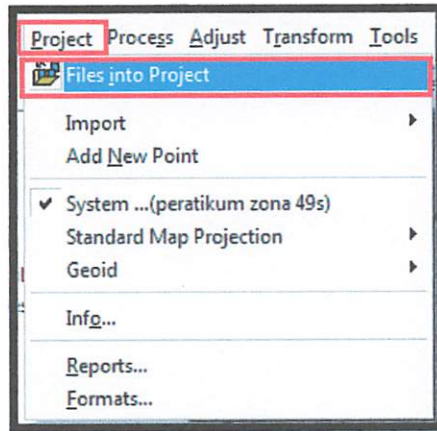 Project Process Adjust Transform Tools
Files into Project
Import
Add New Point
System ...(peratikum zona 49s)
Standard Map Projection
Geoid
Info...
Reports...
Formats...